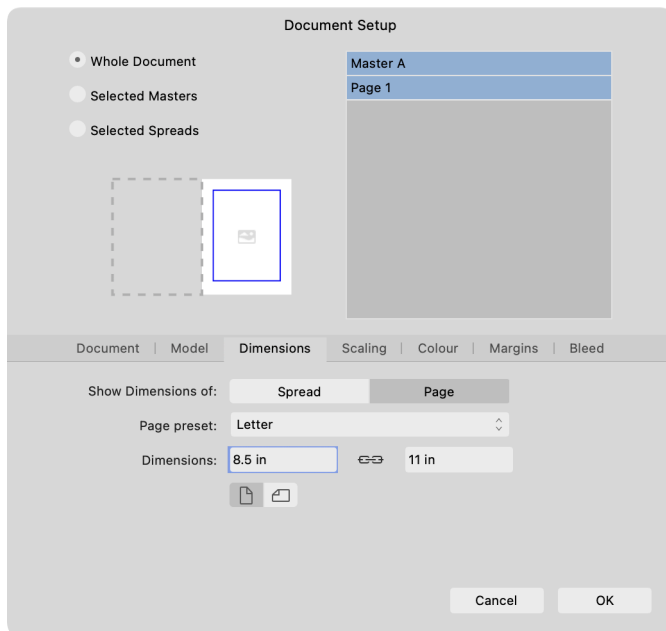 Document Setup
Whole Document
Selected Masters
Selected Spreads
Master A
Page 1
Document | Model Dimensions Scaling | Colour | Margins | Bleed
Show Dimensions of: Spread Page
Page preset: Letter
Dimensions: 8.5 in 11 in
Cancel OK